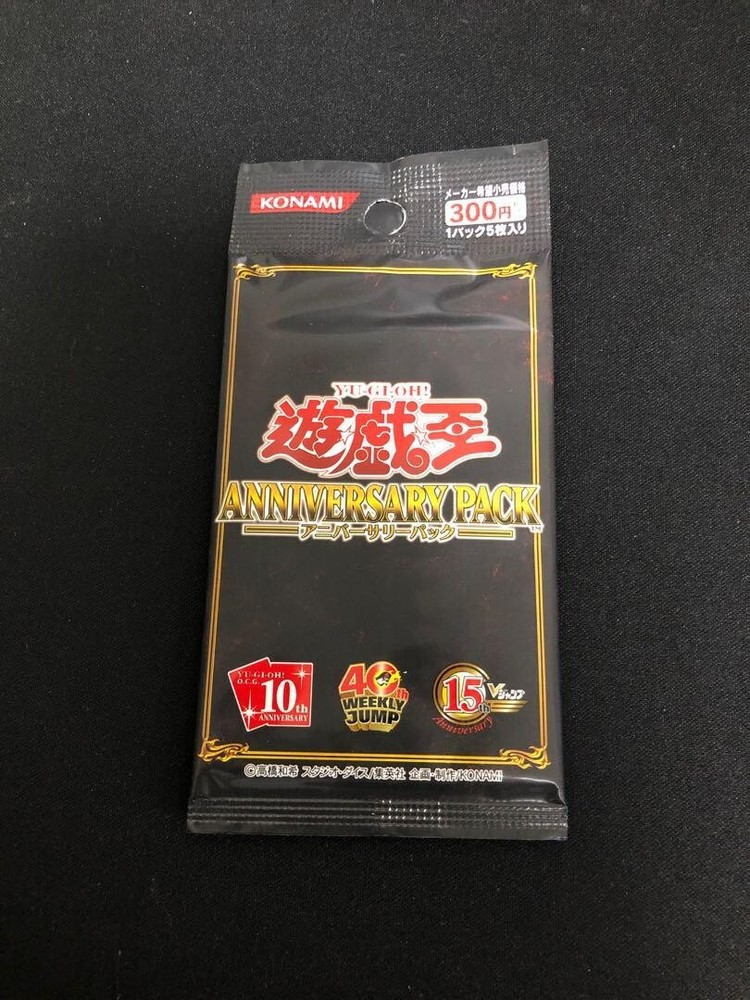 KONAMI
メーカー希望小売価格
300円
1パック5枚入り
YU-GI-OH!
遊☆戯☆王
ANNIVERSARY PACK™
アニバーサリーパック
YU-GI-OH!
O.C.G.
10th
ANNIVERSARY
40th
WEEKLY
JUMP
15th
Vジャンプ
Anniversary
©高橋和希 スタジオ・ダイス/集英社 企画・制作/KONAMI